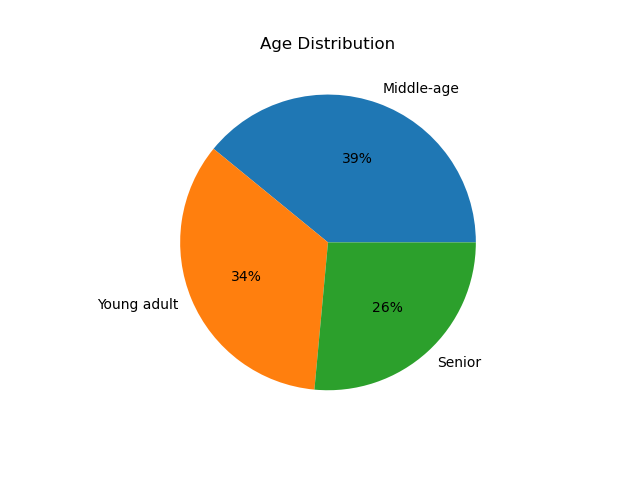 Age Distribution
Middle-age
39%
34%
Young adult
26%
Senior